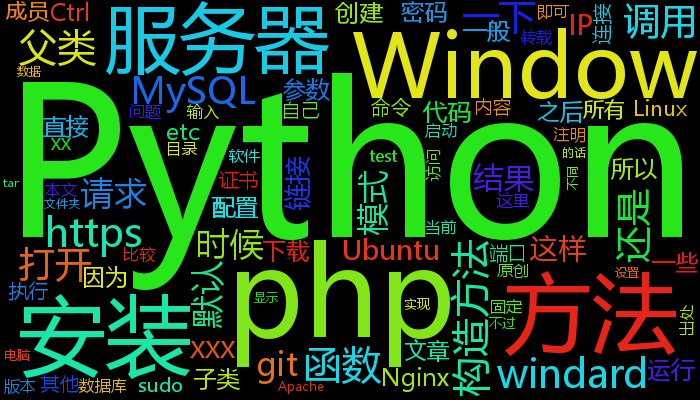 成员 Ctrl
服务器
创建
密码
一下
即可
IP
连接
调用
父类
Window
一般
转载
数据
MySQL
参数
Python
问题
输入
自己
命令
代码
内容
之后
所有
Linux
直接
XX
etc
目录
软件
链接
test
启动
访问
注明
的话
不同
所以
tar
本文
文件夹
请求
证书
配置
模式
结果
这里
还是
https
时候
下载
Ubuntu
当前
构造方法
端口
原创
这样
一些
设置
打开
因为
比较
默认
php
方法
执行
安装
显示
实现
固定
不过
出处
电脑
XXX
git
函数
文章
Nginx
windard
运行
版本
其他
数据库
sudo
子类
Apache